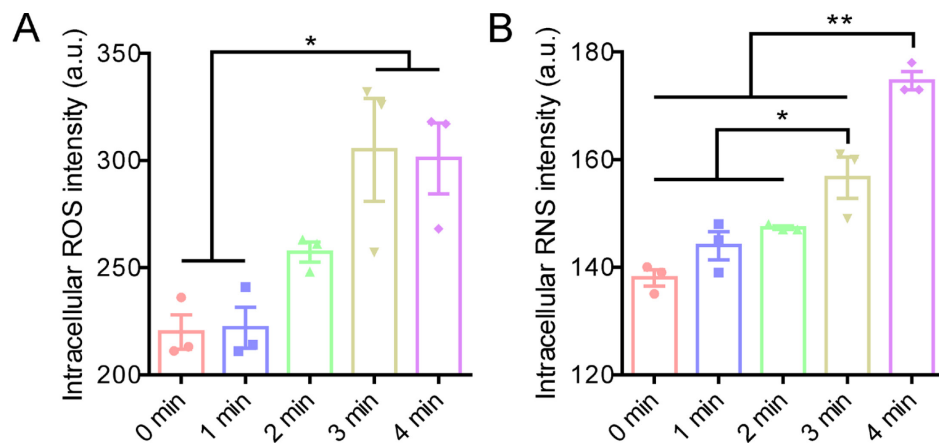 A
Intracellular ROS intensity (a.u.)
350
300
250
200
*
0 min
1 min
2 min
3 min
4 min
B
Intracellular RNS intensity (a.u.)
180
160
140
120
**
*
0 min
1 min
2 min
3 min
4 min